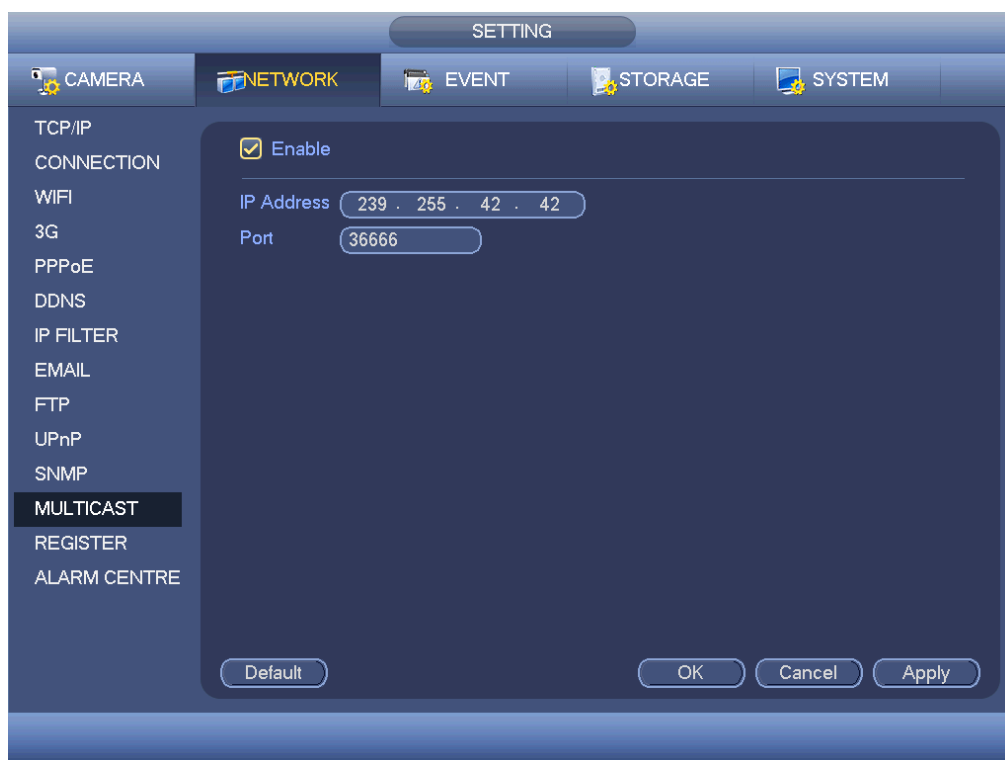 SETTING
CAMERA NETWORK EVENT STORAGE SYSTEM
TCP/IP
CONNECTION
WIFI
3G
PPPoE
DDNS
IP FILTER
EMAIL
FTP
UPnP
SNMP
MULTICAST
REGISTER
ALARM CENTRE
Enable
IP Address 239 . 255 . 42 . 42
Port 36666
Default OK Cancel Apply